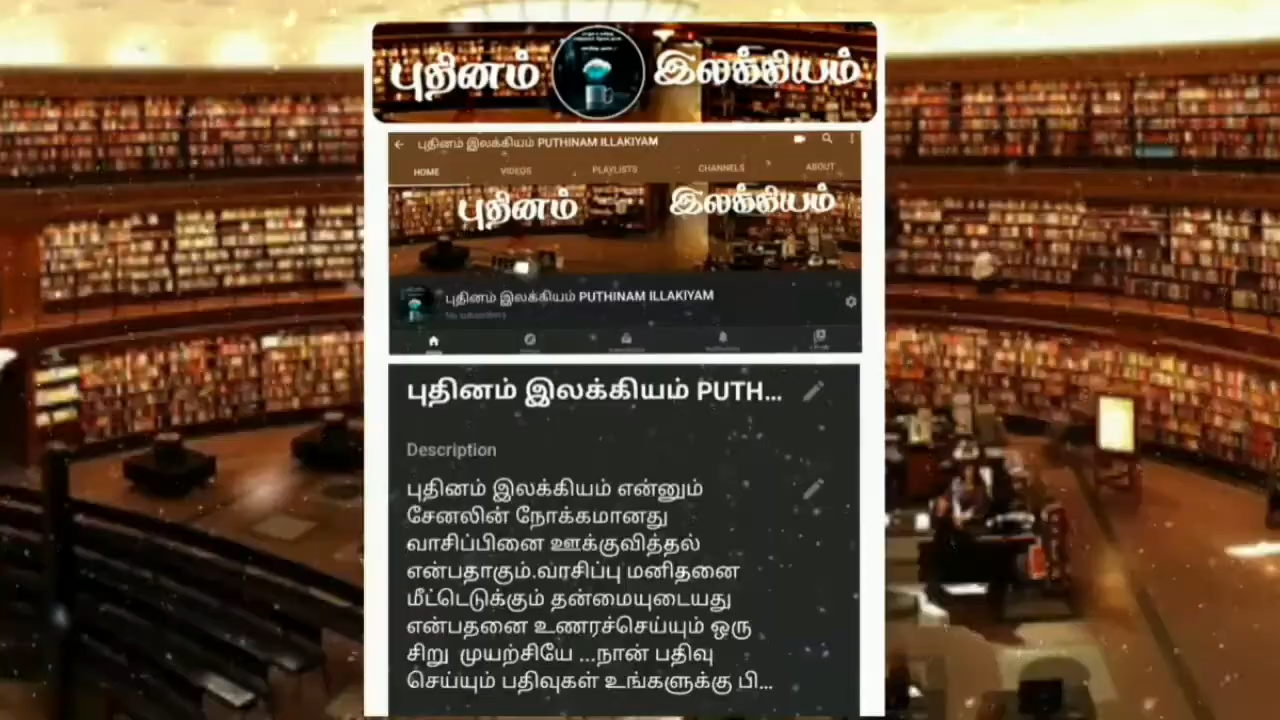 புதினம் இலக்கியம்
புதினம் இலக்கியம் PUTHINAM ILLAKIYAM
HOME VIDEOS PLAYLISTS CHANNELS ABOUT
புதினம் இலக்கியம்
புதினம் இலக்கியம் PUTHINAM ILLAKIYAM
No subscribers
புதினம் இலக்கியம் PUTH...
Description
புதினம் இலக்கியம் என்னும்
சேனலின் நோக்கமானது
வாசிப்பினை ஊக்குவித்தல்
என்பதாகும்.வரசிப்பு மனிதனை
மீட்டெடுக்கும் தன்மையுடையது
என்பதனை உணரச்செய்யும் ஒரு
சிறு முயற்சியே ...நான் பதிவு
செய்யும் பதிவுகள் உங்களுக்கு பி...